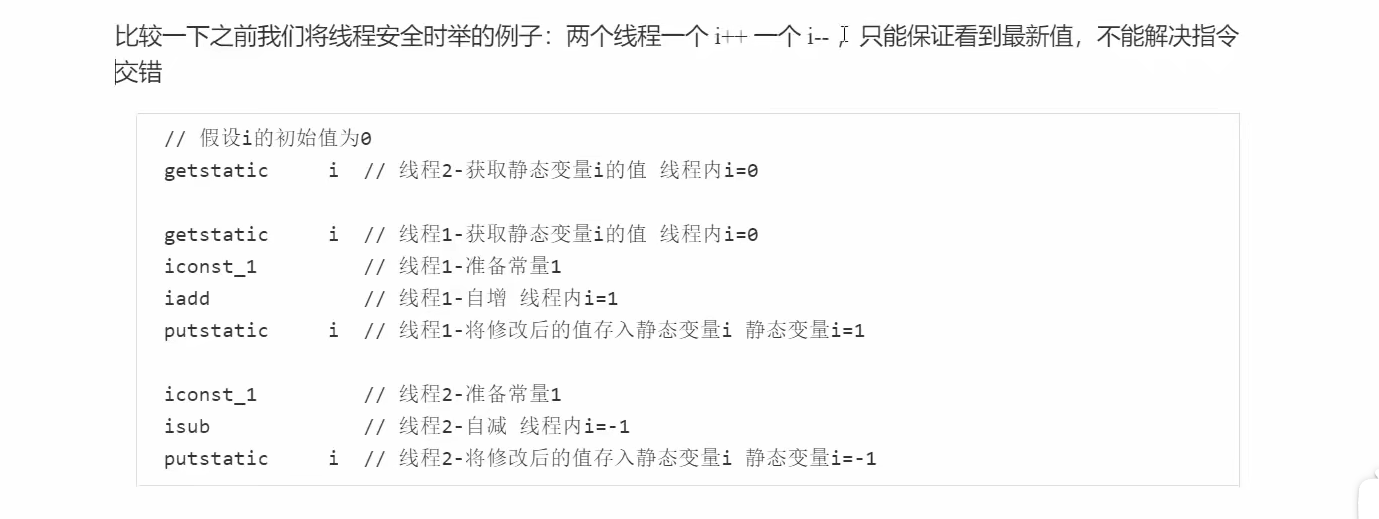 比较一下之前我们将线程安全时举的例子：两个线程一个 i++ 一个 i-- ，只能保证看到最新值，不能解决指令
交错
// 假设i的初始值为0
getstatic i // 线程2-获取静态变量i的值 线程内i=0
getstatic i // 线程1-获取静态变量i的值 线程内i=0
iconst_1 // 线程1-准备常量1
iadd // 线程1-自增 线程内i=1
putstatic i // 线程1-将修改后的值存入静态变量i 静态变量i=1
iconst_1 // 线程2-准备常量1
isub // 线程2-自减 线程内i=-1
putstatic i // 线程2-将修改后的值存入静态变量i 静态变量i=-1